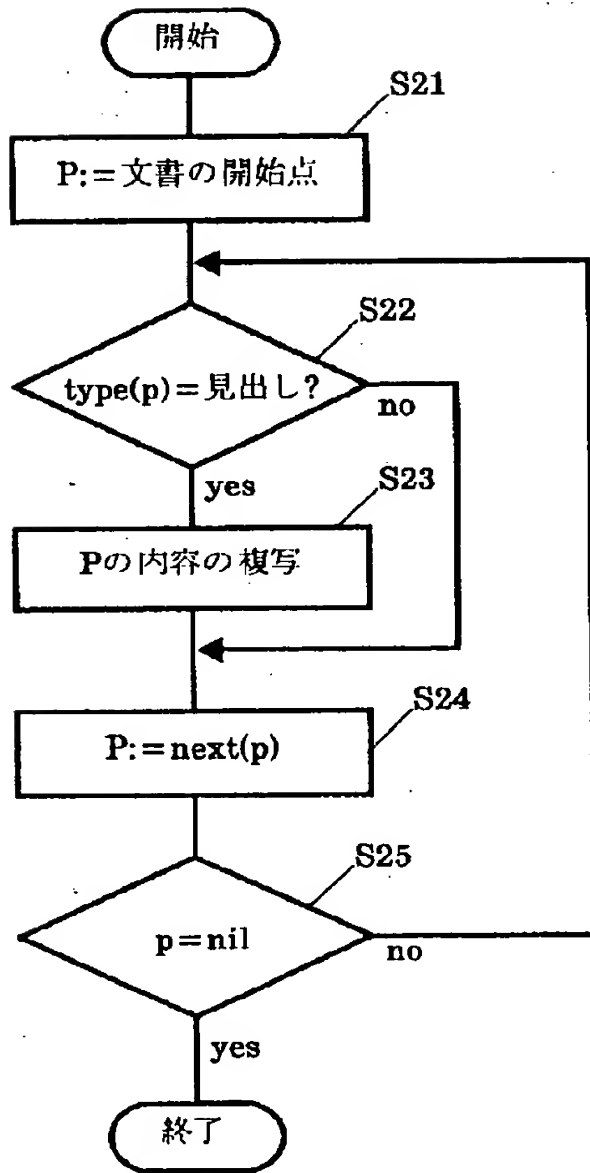 開始
S21
P:=文書の開始点
S22
type(p)=見出し?
no
yes
S23
Pの内容の複写
S24
P:=next(p)
S25
p=nil
no
yes
終了